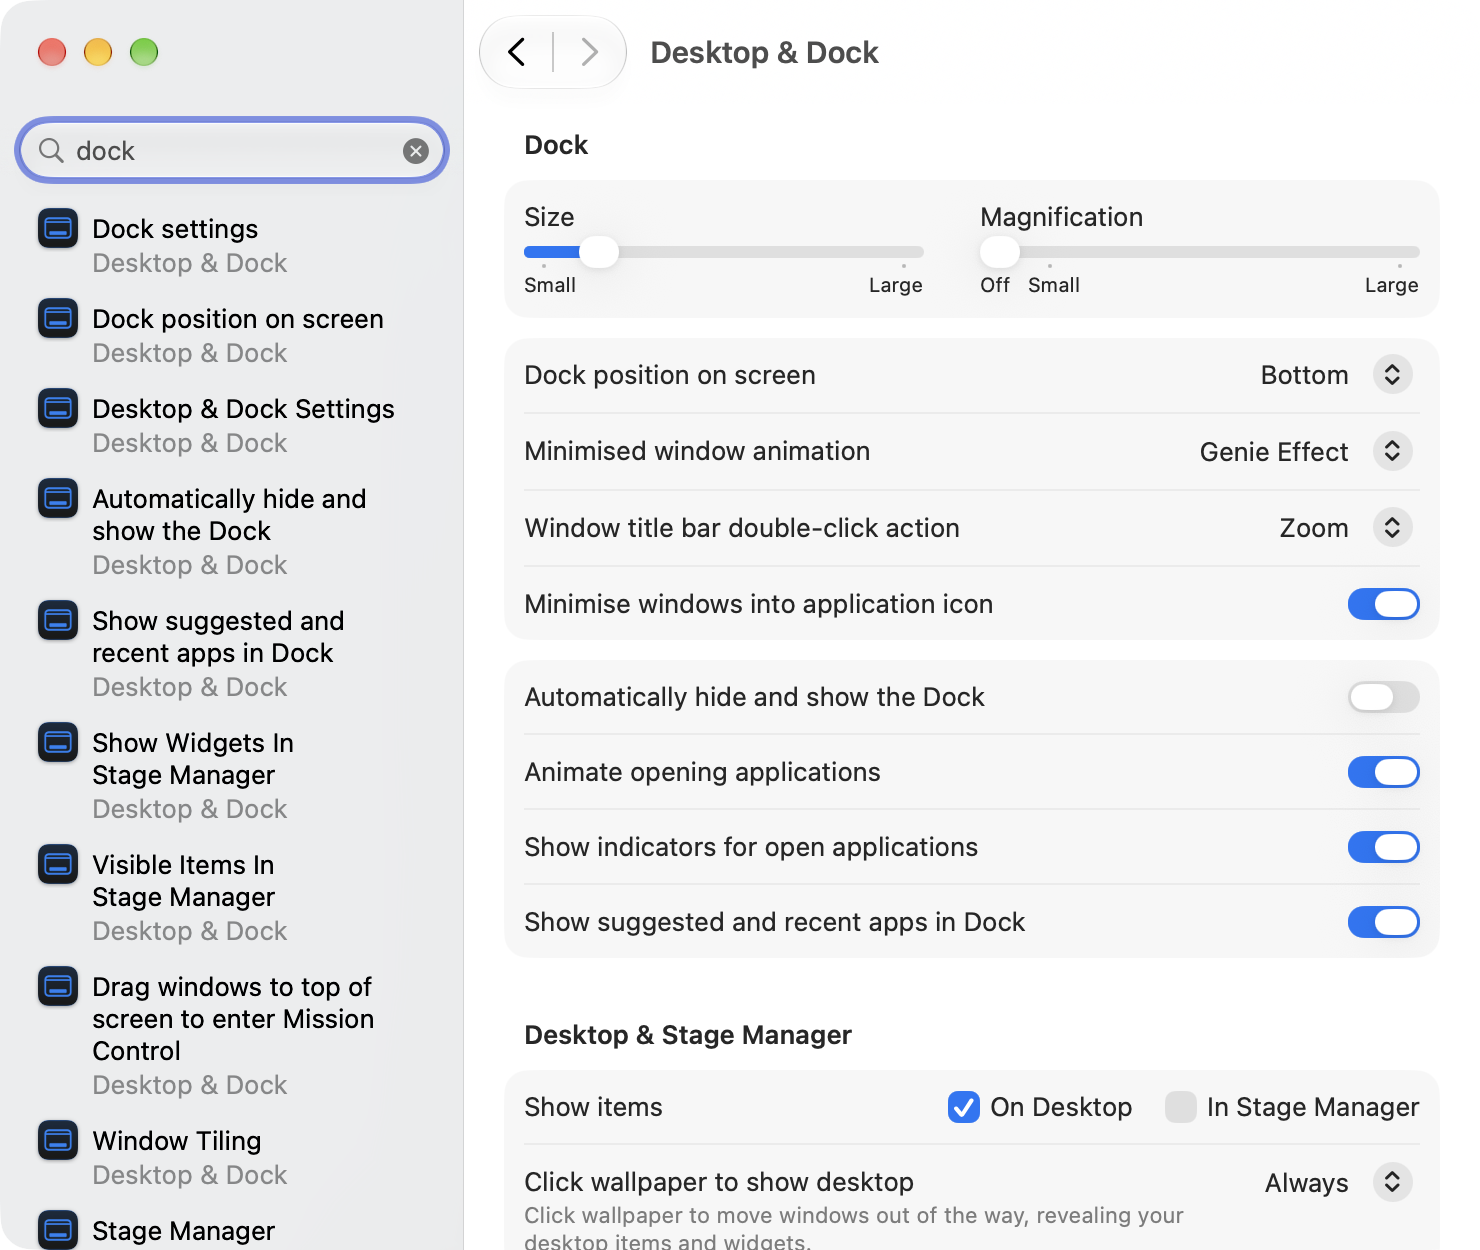 Desktop & Dock
dock
Dock settings
Desktop & Dock
Dock position on screen
Desktop & Dock
Desktop & Dock Settings
Desktop & Dock
Automatically hide and
show the Dock
Desktop & Dock
Show suggested and
recent apps in Dock
Desktop & Dock
Show Widgets In
Stage Manager
Desktop & Dock
Visible Items In
Stage Manager
Desktop & Dock
Drag windows to top of
screen to enter Mission
Control
Desktop & Dock
Window Tiling
Desktop & Dock
Stage Manager
Dock
Size
Magnification
Small
Large
Off
Small
Large
Dock position on screen
Bottom
Minimised window animation
Genie Effect
Window title bar double-click action
Zoom
Minimise windows into application icon
Automatically hide and show the Dock
Animate opening applications
Show indicators for open applications
Show suggested and recent apps in Dock
Desktop & Stage Manager
Show items
On Desktop
In Stage Manager
Click wallpaper to show desktop
Always
Click wallpaper to move windows out of the way, revealing your
desktop items and widgets.